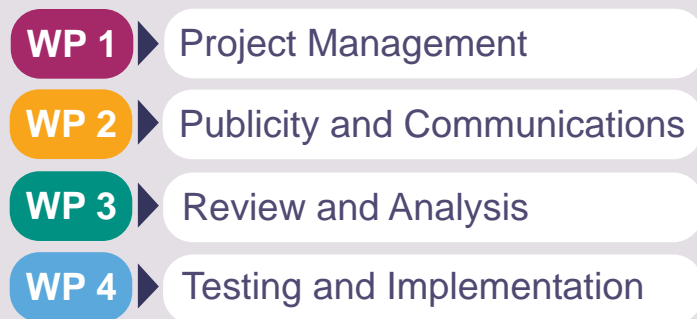 WP 1 Project Management
WP 2 Publicity and Communications
WP 3 Review and Analysis
WP 4 Testing and Implementation